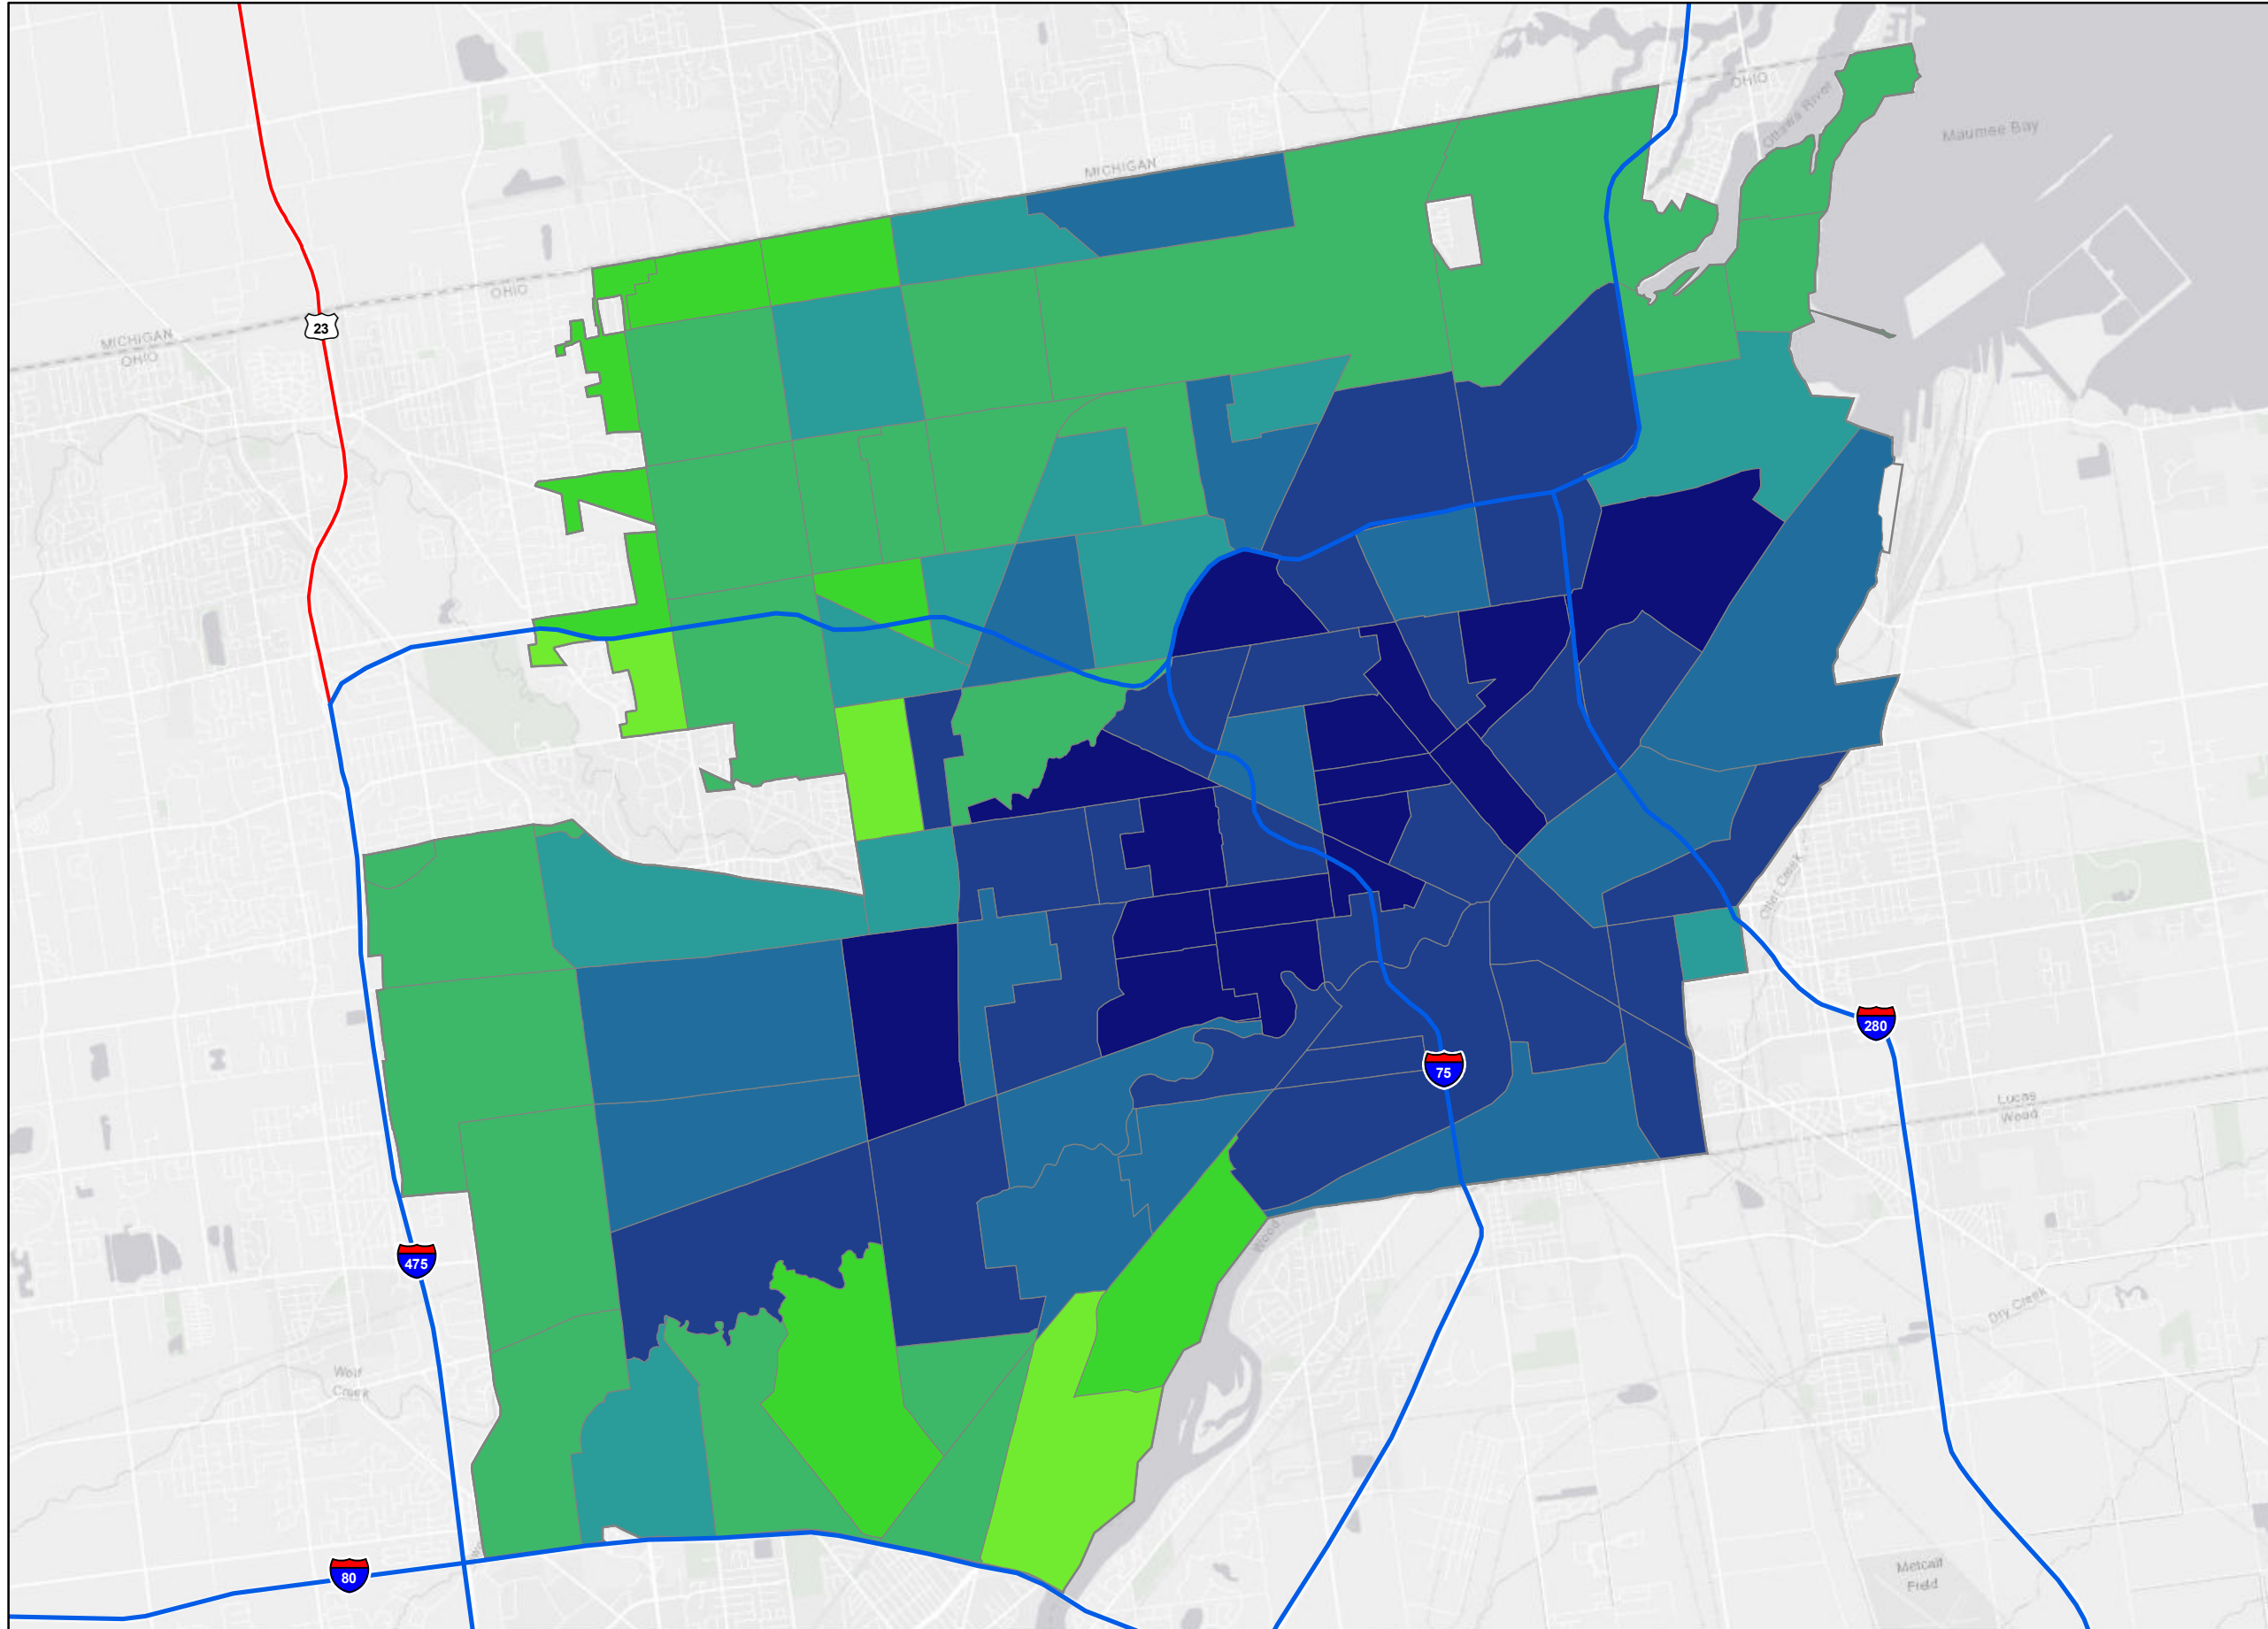 OHIO
Ottawa River
Maumee Bay
MICHIGAN
OHIO
23
MICHIGAN
OHIO
Otter Creek
280
75
Lucas
Wood
Wood
475
Dry Creek
Wolf
Creek
80
Metcalf
Field